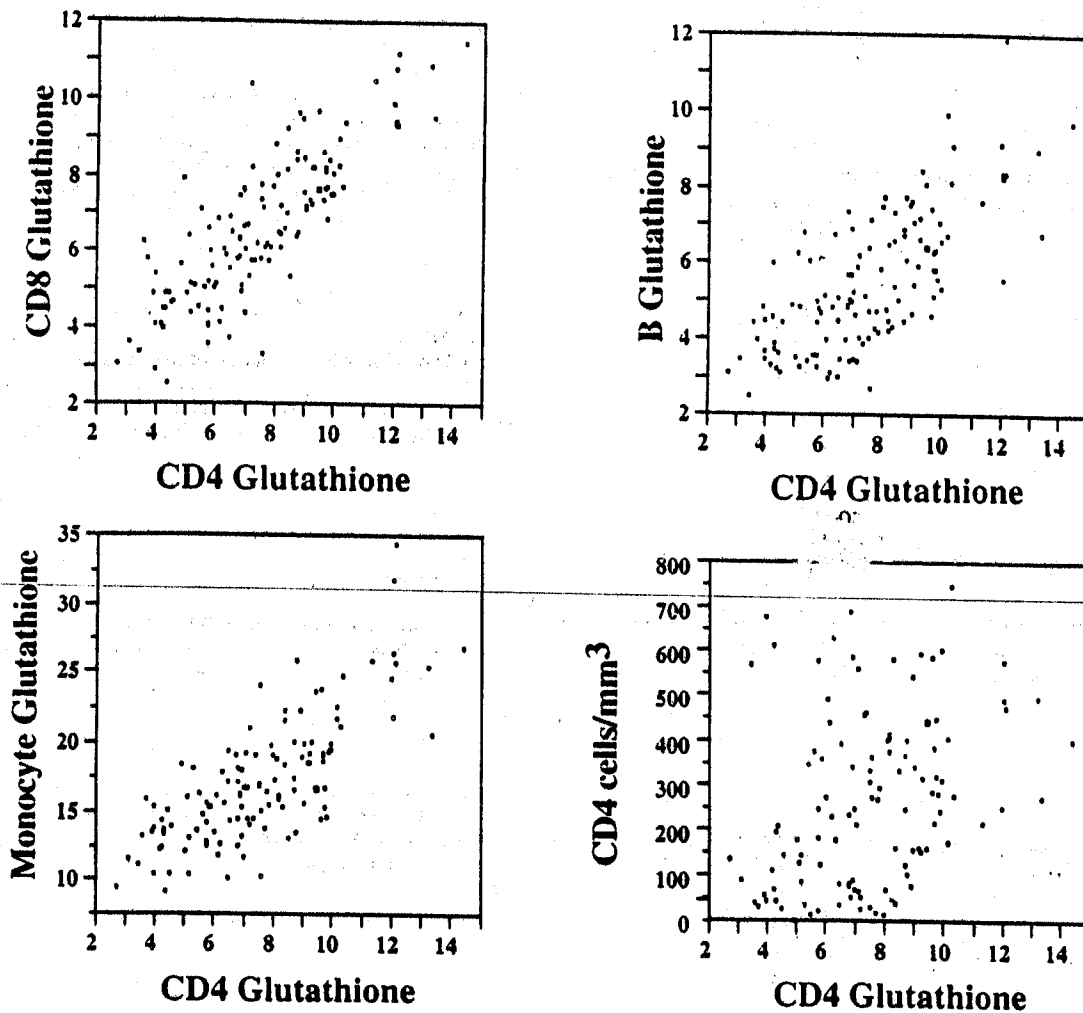 CD8 Glutathione
12
10
8
6
4
2
2 4 6 8 10 12 14
CD4 Glutathione
B Glutathione
12
10
8
6
4
2
2 4 6 8 10 12 14
CD4 Glutathione
Monocyte Glutathione
35
30
25
20
15
10
2 4 6 8 10 12 14
CD4 Glutathione
CD4 cells/mm3
800
700
600
500
400
300
200
100
0
2 4 6 8 10 12 14
CD4 Glutathione